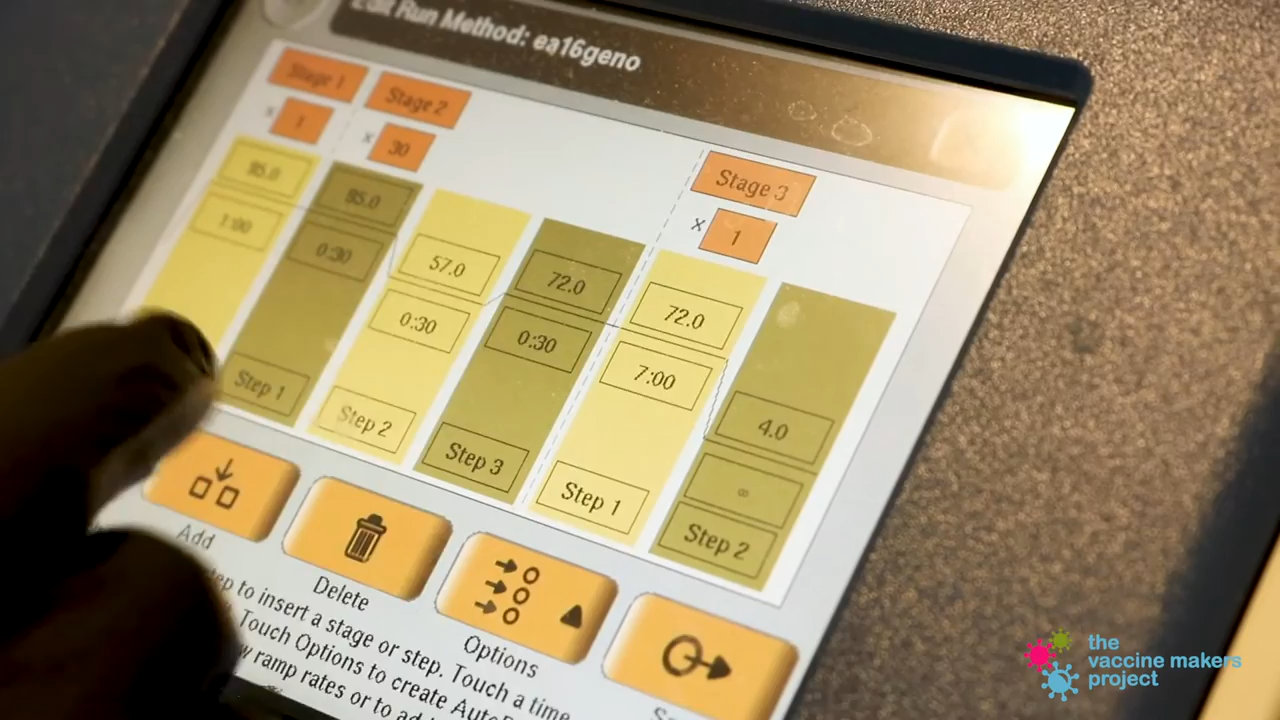 Edit Run Method: ea16geno
Stage 1
Stage 2
Stage 3
x 1
x 30
x 1
95.0
95.0
57.0
72.0
72.0
4.0
1:00
0:30
0:30
0:30
7:00
∞
Step 1
Step 2
Step 3
Step 1
Step 2
Add
Delete
Options
to insert a stage or step. Touch a time
Touch Options to create
ramp rates or to
the
vaccine makers
project